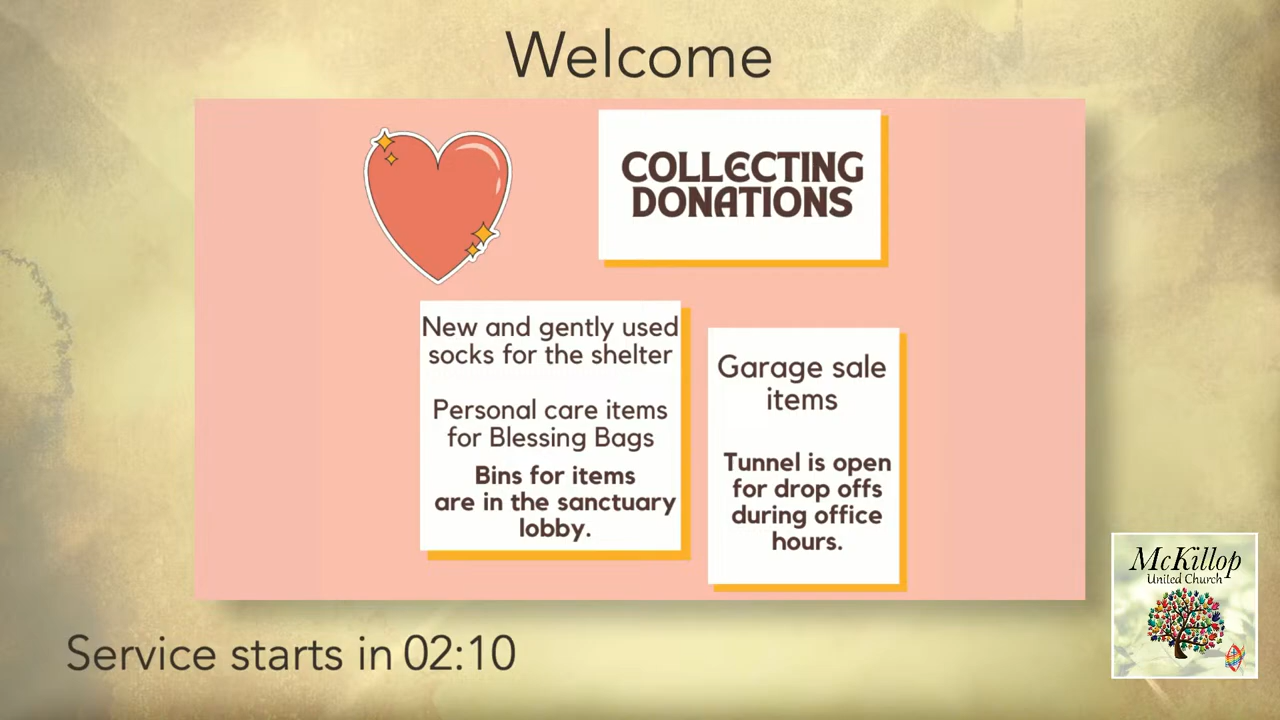 Welcome
COLLECTING
DONATIONS
New and gently used
socks for the shelter
Personal care items
for Blessing Bags
Bins for items
are in the sanctuary
lobby.
Garage sale
items
Tunnel is open
for drop offs
during office
hours.
Service starts in 02:10
McKillop
United Church